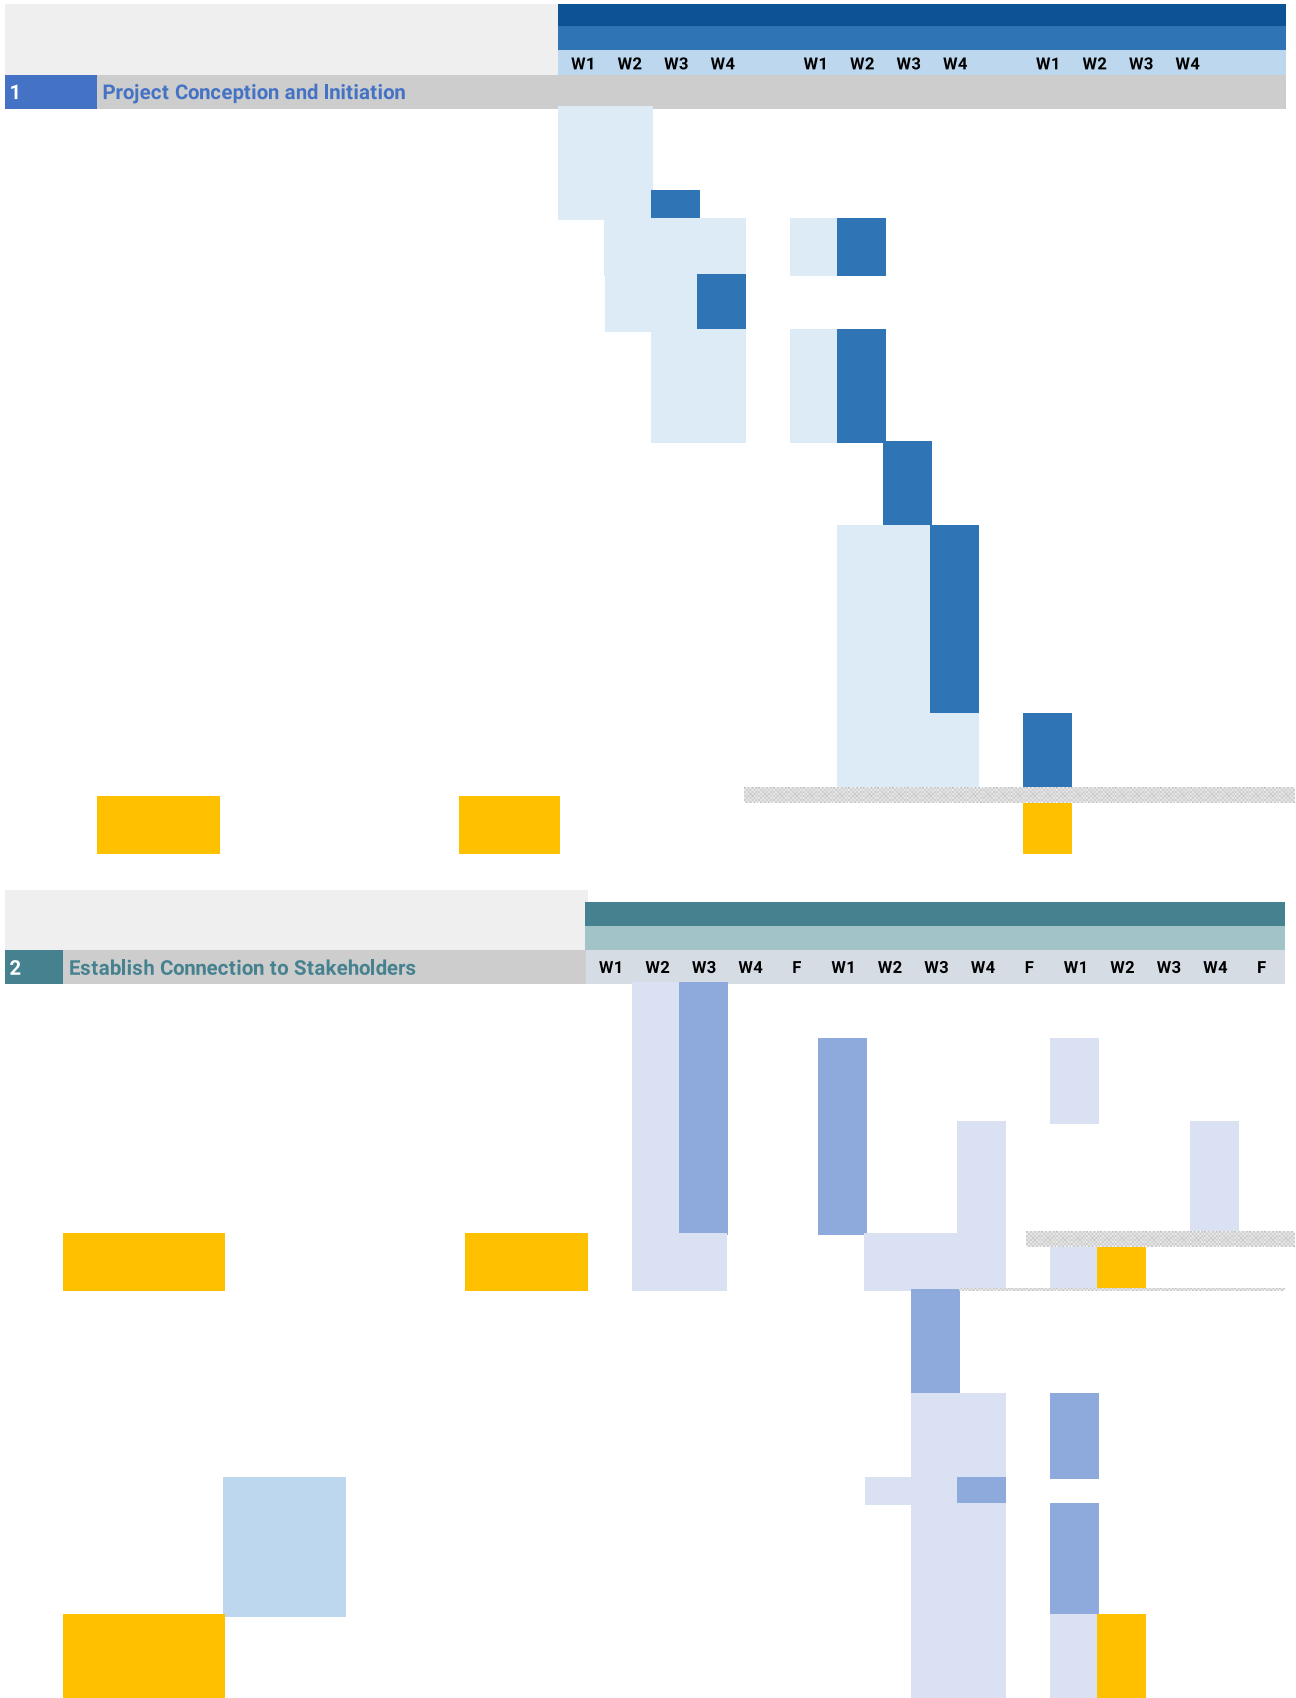 W1 W2 W3 W4 W1 W2 W3 W4 W1 W2 W3 W4
1 Project Conception and Initiation
2 Establish Connection to Stakeholders W1 W2 W3 W4 F W1 W2 W3 W4 F W1 W2 W3 W4 F